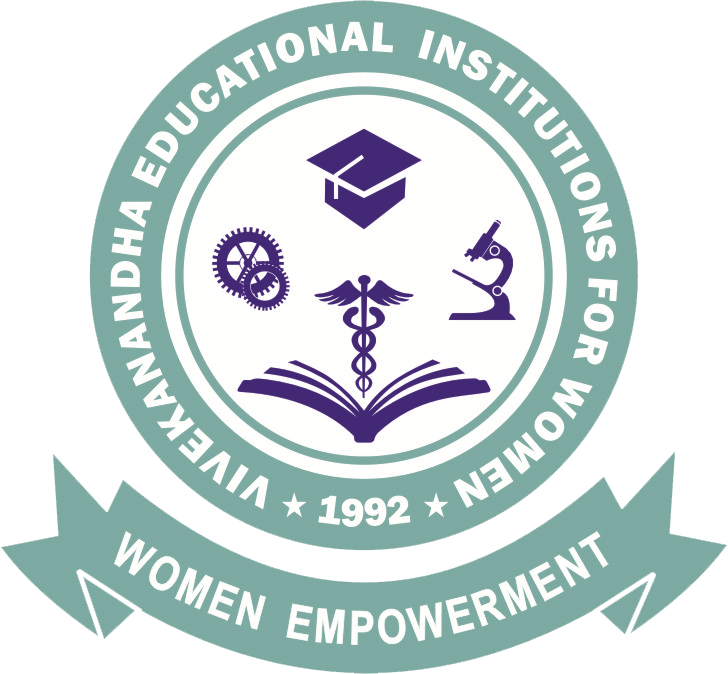 VIVEKANANDHA EDUCATIONAL INSTITUTIONS FOR WOMEN
★ 1992 ★
WOMEN EMPOWERMENT